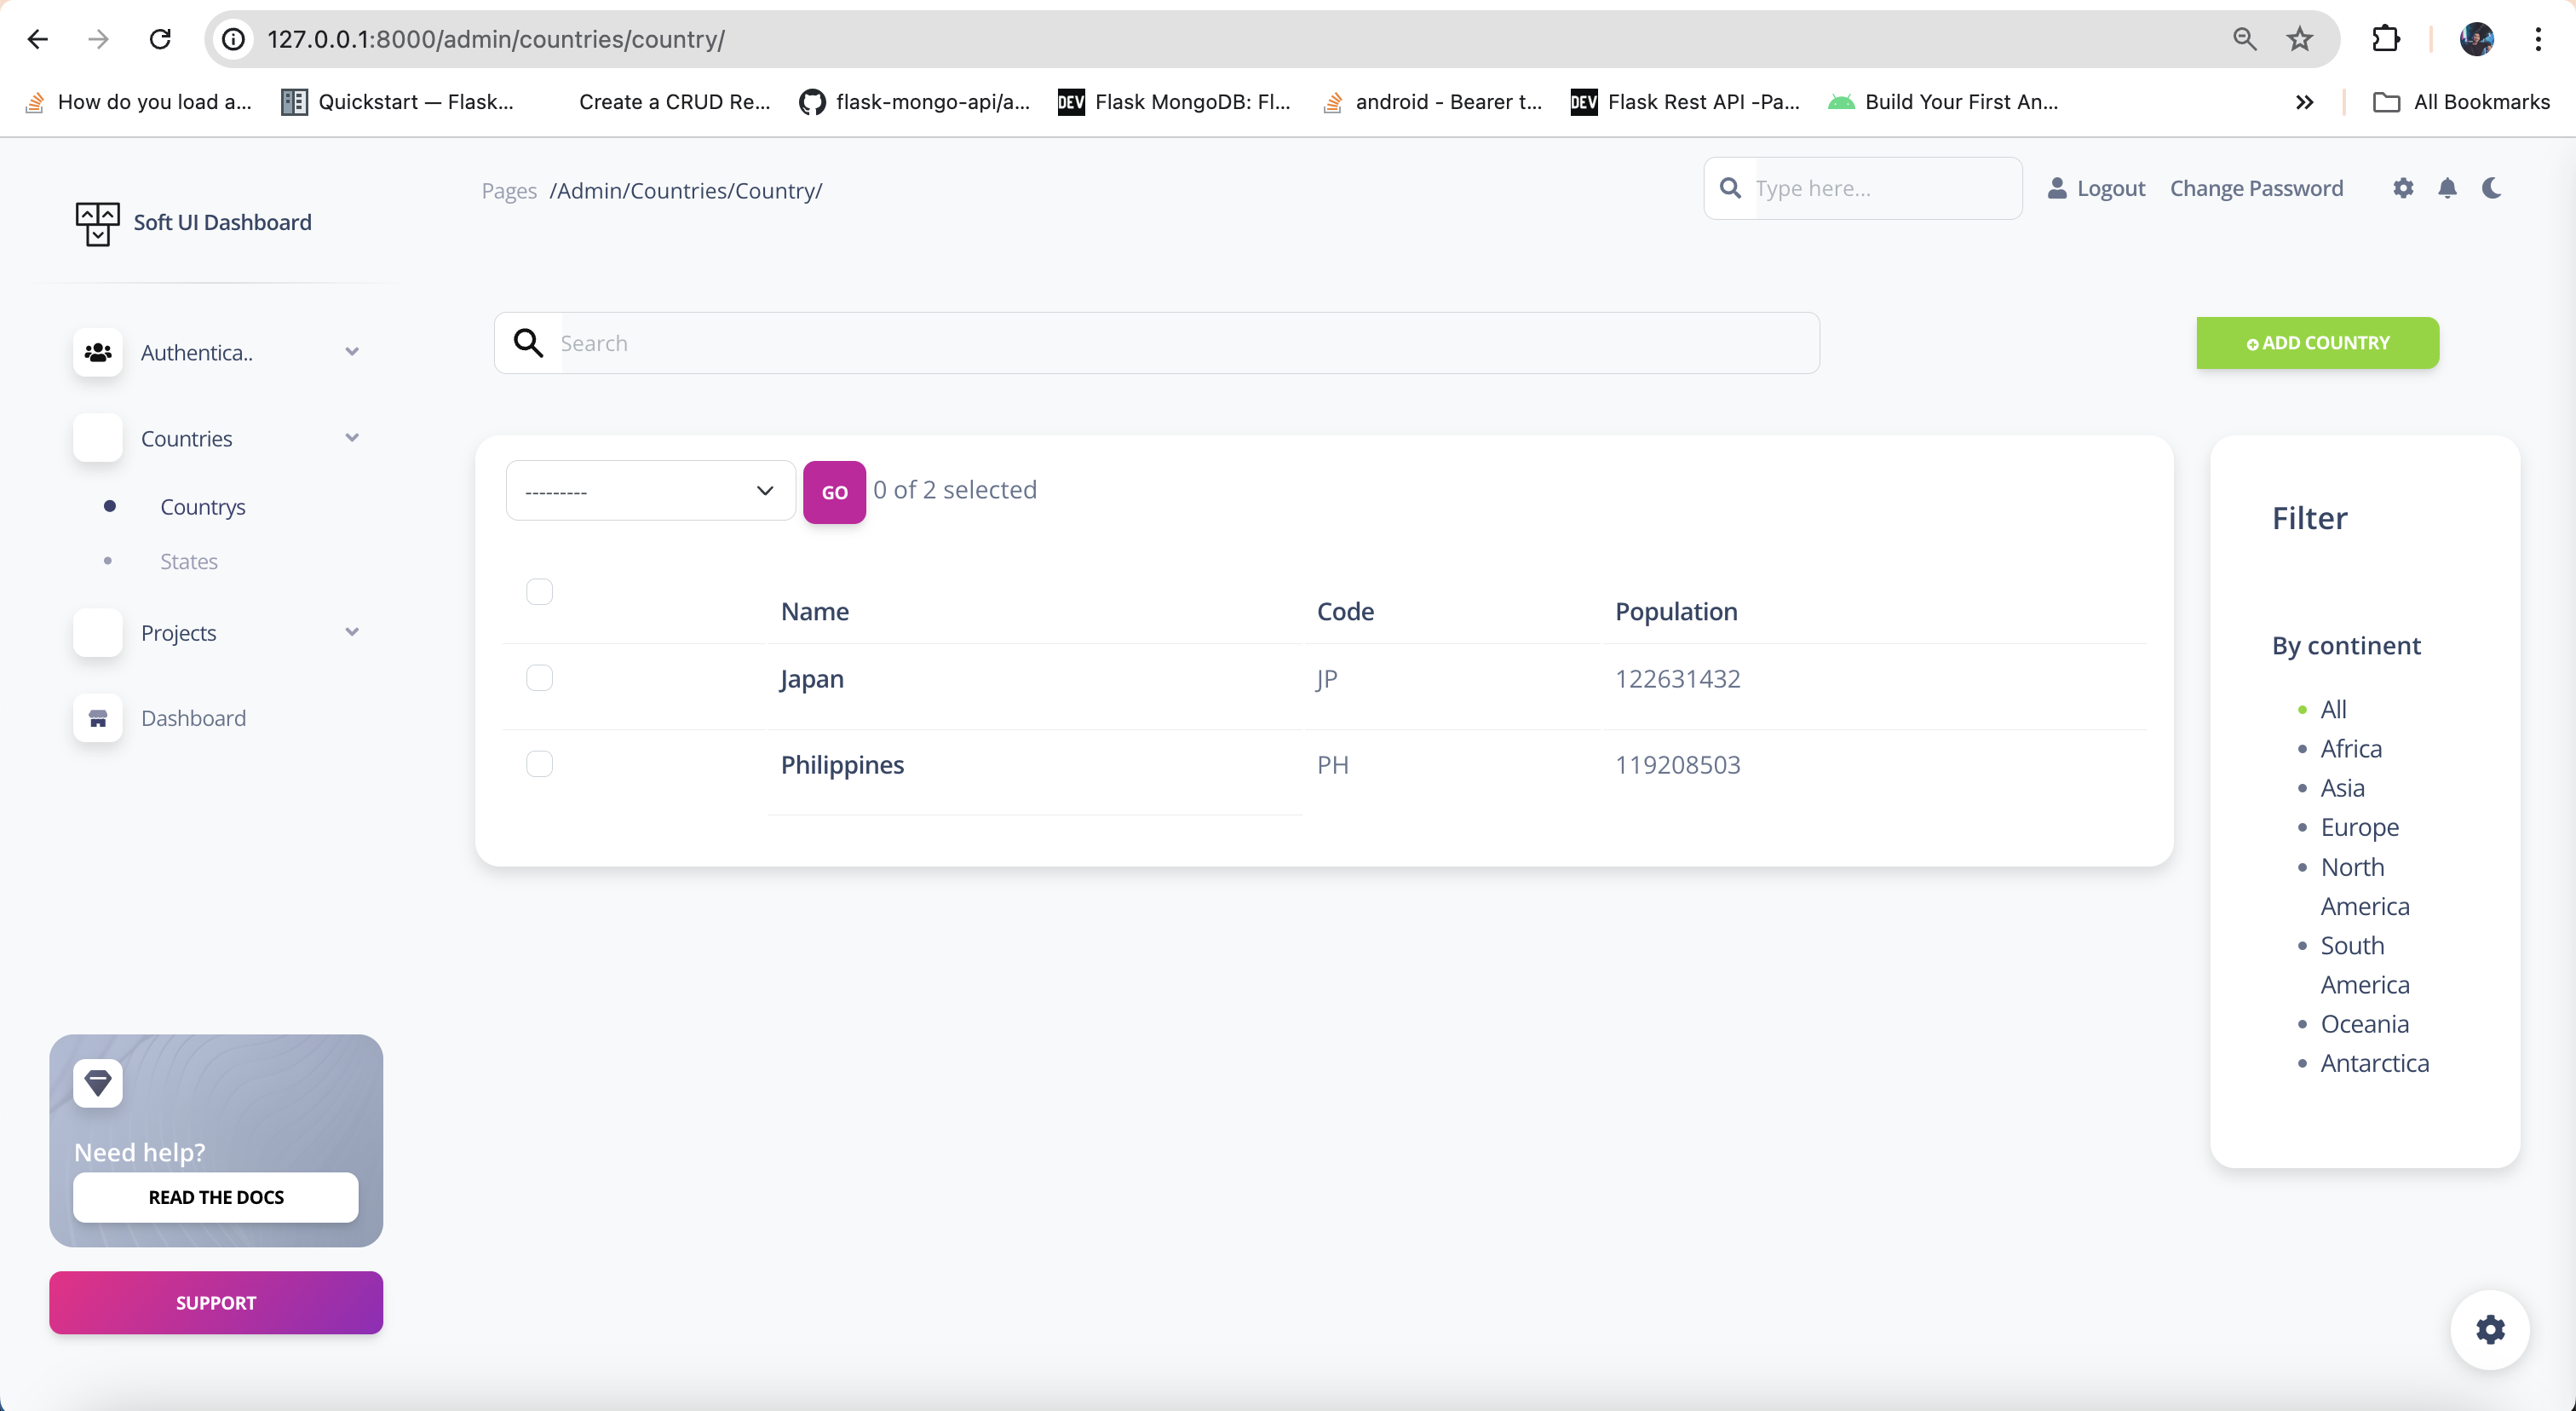 127.0.0.1:8000/admin/countries/country/
How do you load a...
Quickstart — Flask...
Create a CRUD Re...
flask-mongo-api/a...
DEV
Flask MongoDB: Fl...
android - Bearer t...
DEV
Flask Rest API -Pa...
Build Your First An...
All Bookmarks
Soft UI Dashboard
Pages /Admin/Countries/Country/
Type here...
Logout
Change Password
Authentica..
Countries
Countrys
States
Projects
Dashboard
Search
ADD COUNTRY
---------
GO
0 of 2 selected
Name Code Population
Japan JP 122631432
Philippines PH 119208503
Filter
By continent
All
Africa
Asia
Europe
North
America
South
America
Oceania
Antarctica
Need help?
READ THE DOCS
SUPPORT